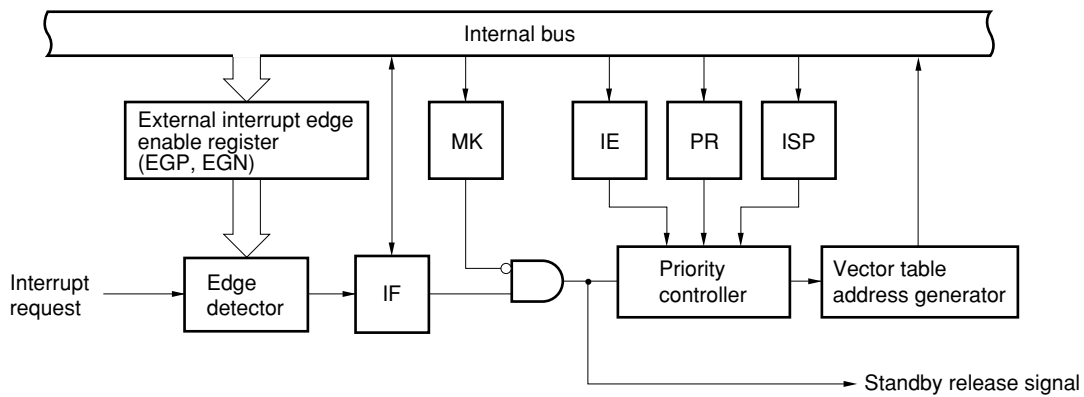 Internal bus
External interrupt edge
enable register
(EGP, EGN)
MK
IE
PR
ISP
Interrupt
request
Edge
detector
IF
Priority
controller
Vector table
address generator
Standby release signal